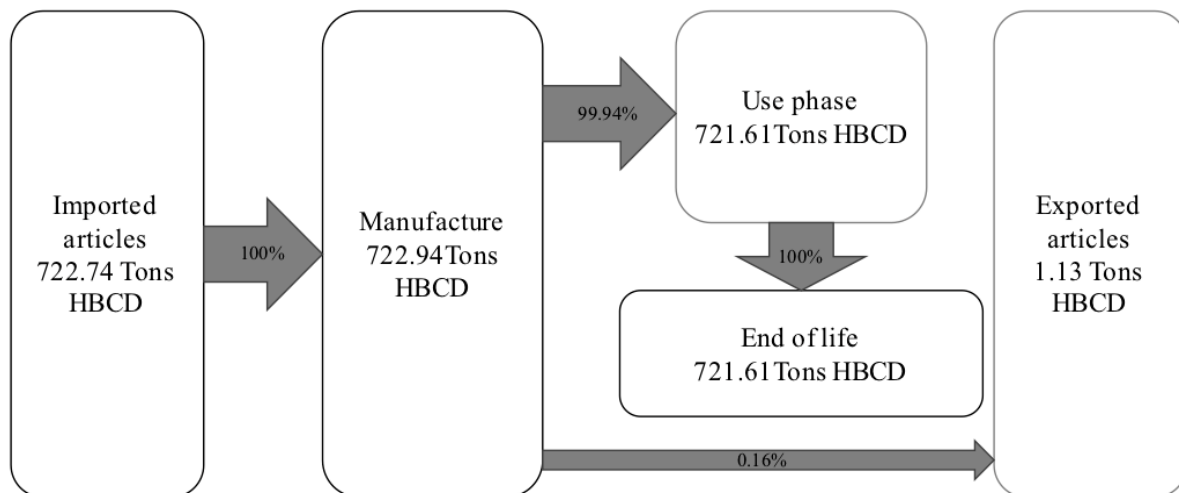 Imported
articles
722.74 Tons
HBCD
100%
Manufacture
722.94Tons
HBCD
99.94%
Use phase
721.61Tons HBCD
100%
End of life
721.61Tons HBCD
0.16%
Exported
articles
1.13 Tons
HBCD